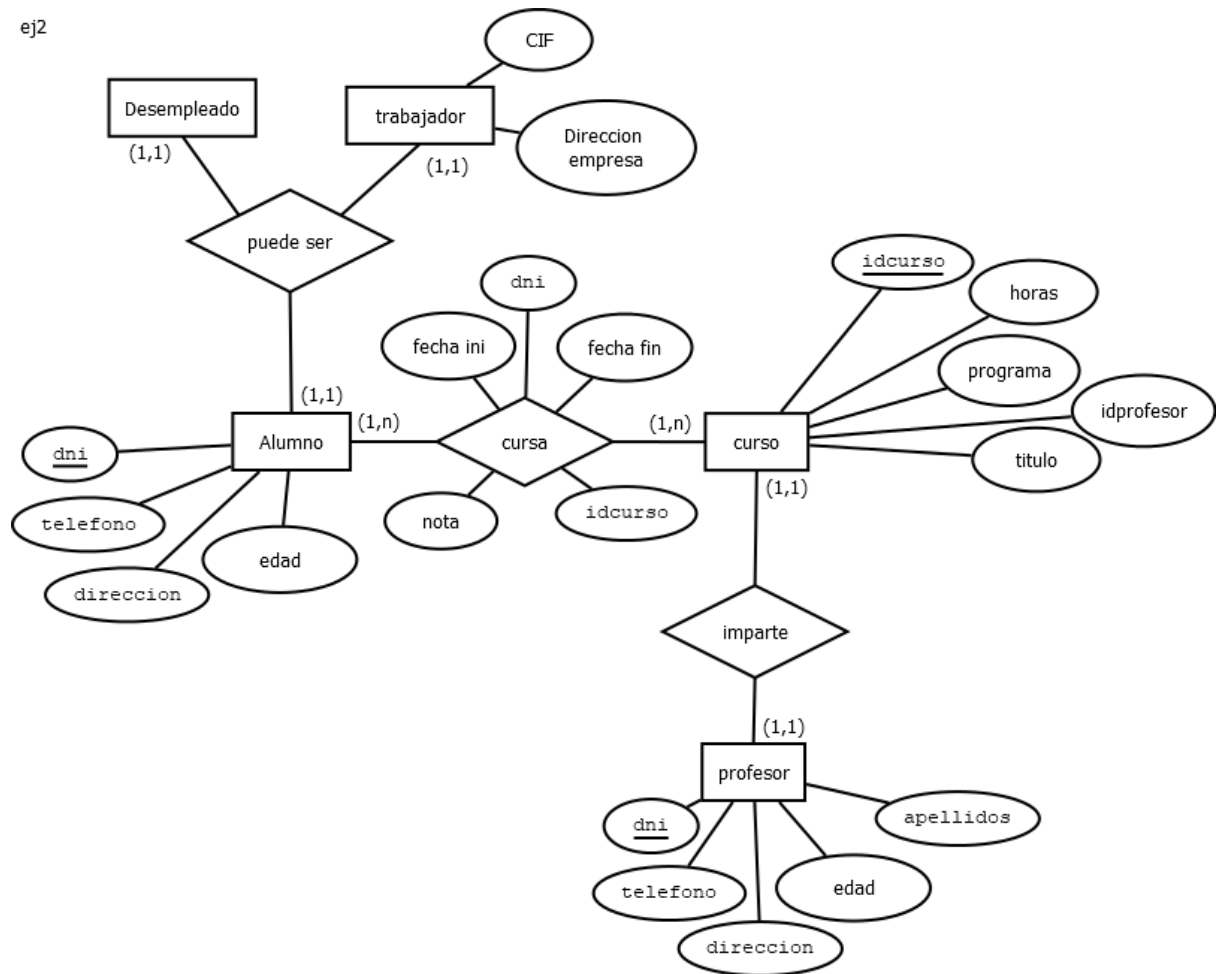 ej2
CIF
Desempleado
trabajador
Direccion
empresa
(1,1)
(1,1)
puede ser
idcurso
dni
horas
fecha ini
fecha fin
programa
idprofesor
(1,1)
(1,n)
(1,n)
Alumno
cursa
curso
dni
titulo
(1,1)
telefono
nota
idcurso
edad
direccion
imparte
(1,1)
profesor
dni
apellidos
telefono
edad
direccion